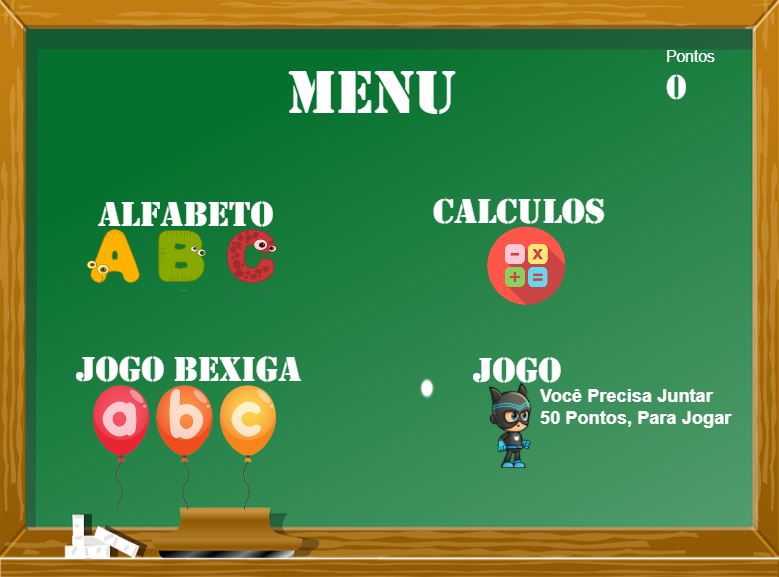 MENU
Pontos
0
ALFABETO
A B C
CALCULOS
- x
+ =
JOGO BEXIGA
a b c
JOGO
Você Precisa Juntar
50 Pontos, Para Jogar